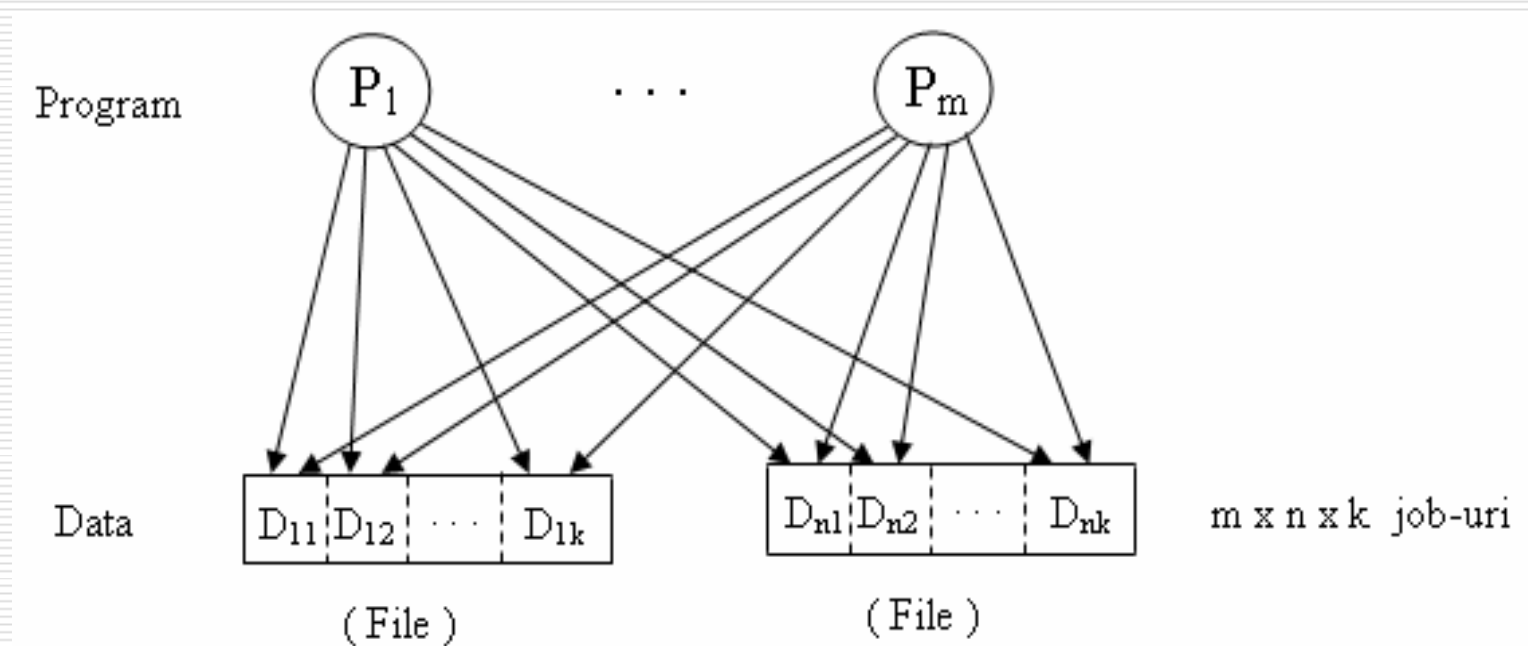 Program P₁ . . . Pₘ
Data D₁₁ D₁₂ . . . D₁ₖ Dₙ₁ Dₙ₂ . . . Dₙₖ m x n x k job-uri
( File ) ( File )